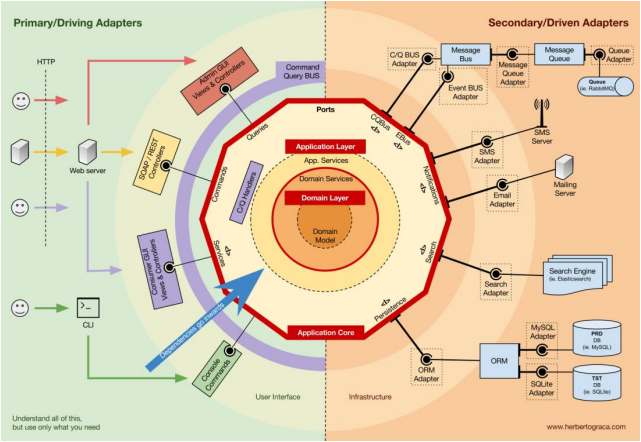 Primary/Driving Adapters
Secondary/Driven Adapters
HTTP
Web server
CLI
Admin GUI
Views & Controllers
SOAP / REST
Controllers
Consumer GUI
Views & Controllers
Console
Commands
Command
Query BUS
Ports
Queries
Commands
Services
</>
C/Q Handlers
Application Layer
App. Services
Domain Services
Domain Layer
Domain
Model
Application Core
Dependencies go inwards
CQBus
</>
EBus
</>
Notifications
</>
Search
</>
Persistence
</>
C/Q BUS
Adapter
Message
Bus
Event BUS
Adapter
Message
Queue
Adapter
Message
Queue
Queue
Adapter
Queue
(ie. RabbitMQ)
SMS
Adapter
SMS
Server
Email
Adapter
Mailing
Server
Search
Adapter
Search Engine
(ie. Elasticsearch)
ORM
Adapter
ORM
MySQL
Adapter
PRD
DB
(ie. MySQL)
SQLite
Adapter
TST
DB
(ie. SQLite)
User Interface
Infrastructure
Understand all of this,
but use only what you need
www.herbertograca.com